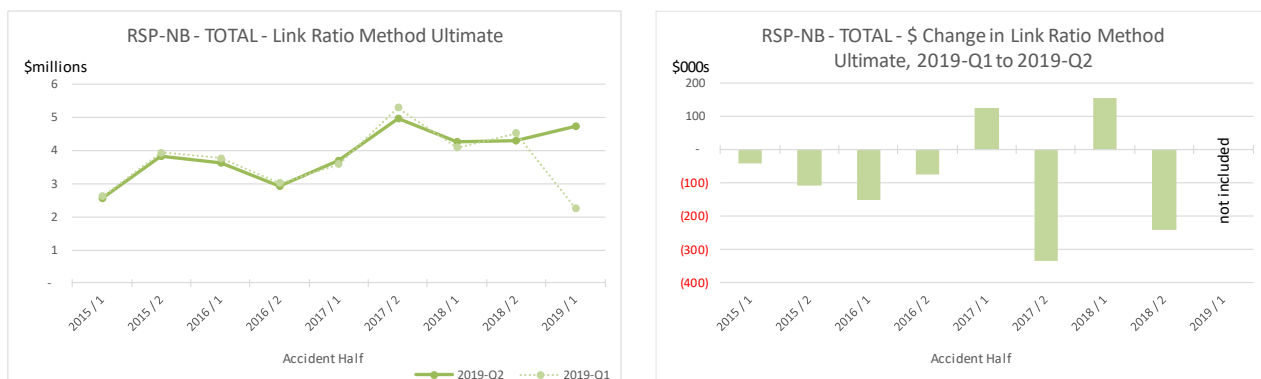 RSP-NB - TOTAL - Link Ratio Method Ultimate
$millions
6
5
4
3
2
1
-
2015 / 1
2015 / 2
2016 / 1
2016 / 2
2017 / 1
2017 / 2
2018 / 1
2018 / 2
2019 / 1
Accident Half
2019-Q2
2019-Q1
RSP-NB - TOTAL - $ Change in Link Ratio Method
Ultimate, 2019-Q1 to 2019-Q2
$000s
200
100
-
(100)
(200)
(300)
(400)
not included
2015 / 1
2015 / 2
2016 / 1
2016 / 2
2017 / 1
2017 / 2
2018 / 1
2018 / 2
2019 / 1
Accident Half